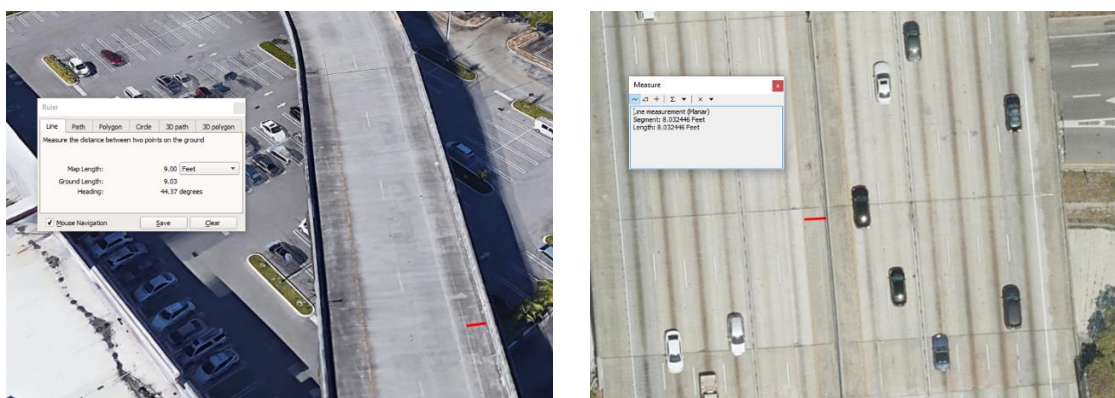 Ruler
Line Path Polygon Circle 3D path 3D polygon
Measure the distance between two points on the ground
Map Length: 9.00 Feet
Ground Length: 9.03
Heading: 44.37 degrees
Mouse Navigation Save Clear
Measure
Line measurement (Planar)
Segment: 8.032446 Feet
Length: 8.032446 Feet